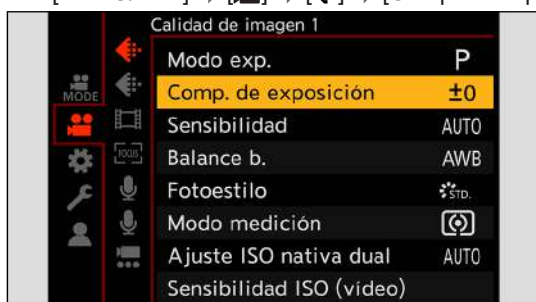 Calidad de imagen 1
Modo exp. P
MODE Comp. de exposición ±0
Sensibilidad AUTO
FOCUS Balance b. AWB
Fotoestilo STD.
Modo medición
Ajuste ISO nativa dual AUTO
Sensibilidad ISO (vídeo)